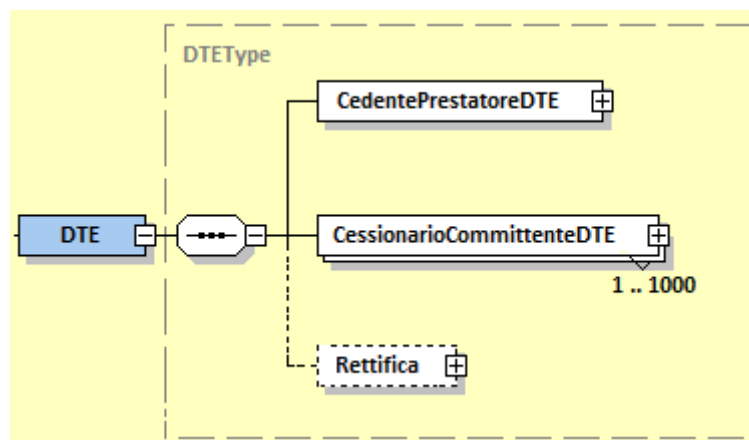 DTEType
CedentePrestatoreDTE
DTE
CessionarioCommittenteDTE
1 .. 1000
Rettifica